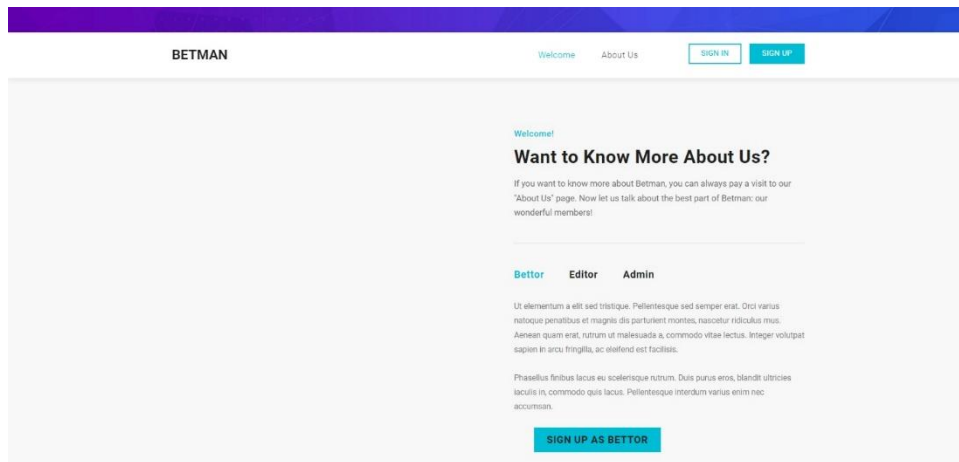 BETMAN
Welcome About Us SIGN IN SIGN UP
Welcome!
Want to Know More About Us?
If you want to know more about Betman, you can always pay a visit to our
"About Us" page. Now let us talk about the best part of Betman: our
wonderful members!
Bettor Editor Admin
Ut elementum a elit sed tristique. Pellentesque sed semper erat. Orci varius
natoque penatibus et magnis dis parturient montes, nascetur ridiculus mus.
Aenean quam erat, rutrum ut malesuada a, commodo vitae lectus. Integer volutpat
sapien in arcu fringilla, ac eleifend est facilisis.
Phasellus finibus lacus eu scelerisque rutrum. Duis purus eros, blandit ultricies
iaculis in, commodo quis lacus. Pellentesque interdum varius enim nec
accumsan.
SIGN UP AS BETTOR